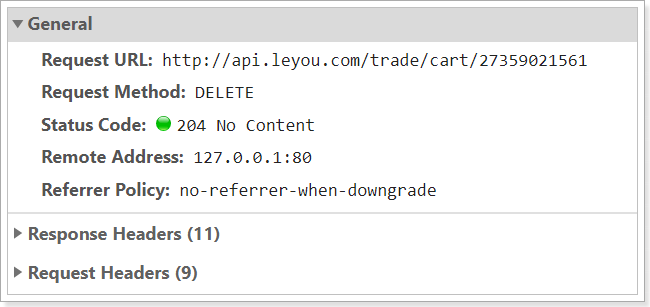 General
Request URL: http://api.leyou.com/trade/cart/27359021561
Request Method: DELETE
Status Code: 204 No Content
Remote Address: 127.0.0.1:80
Referrer Policy: no-referrer-when-downgrade
Response Headers (11)
Request Headers (9)